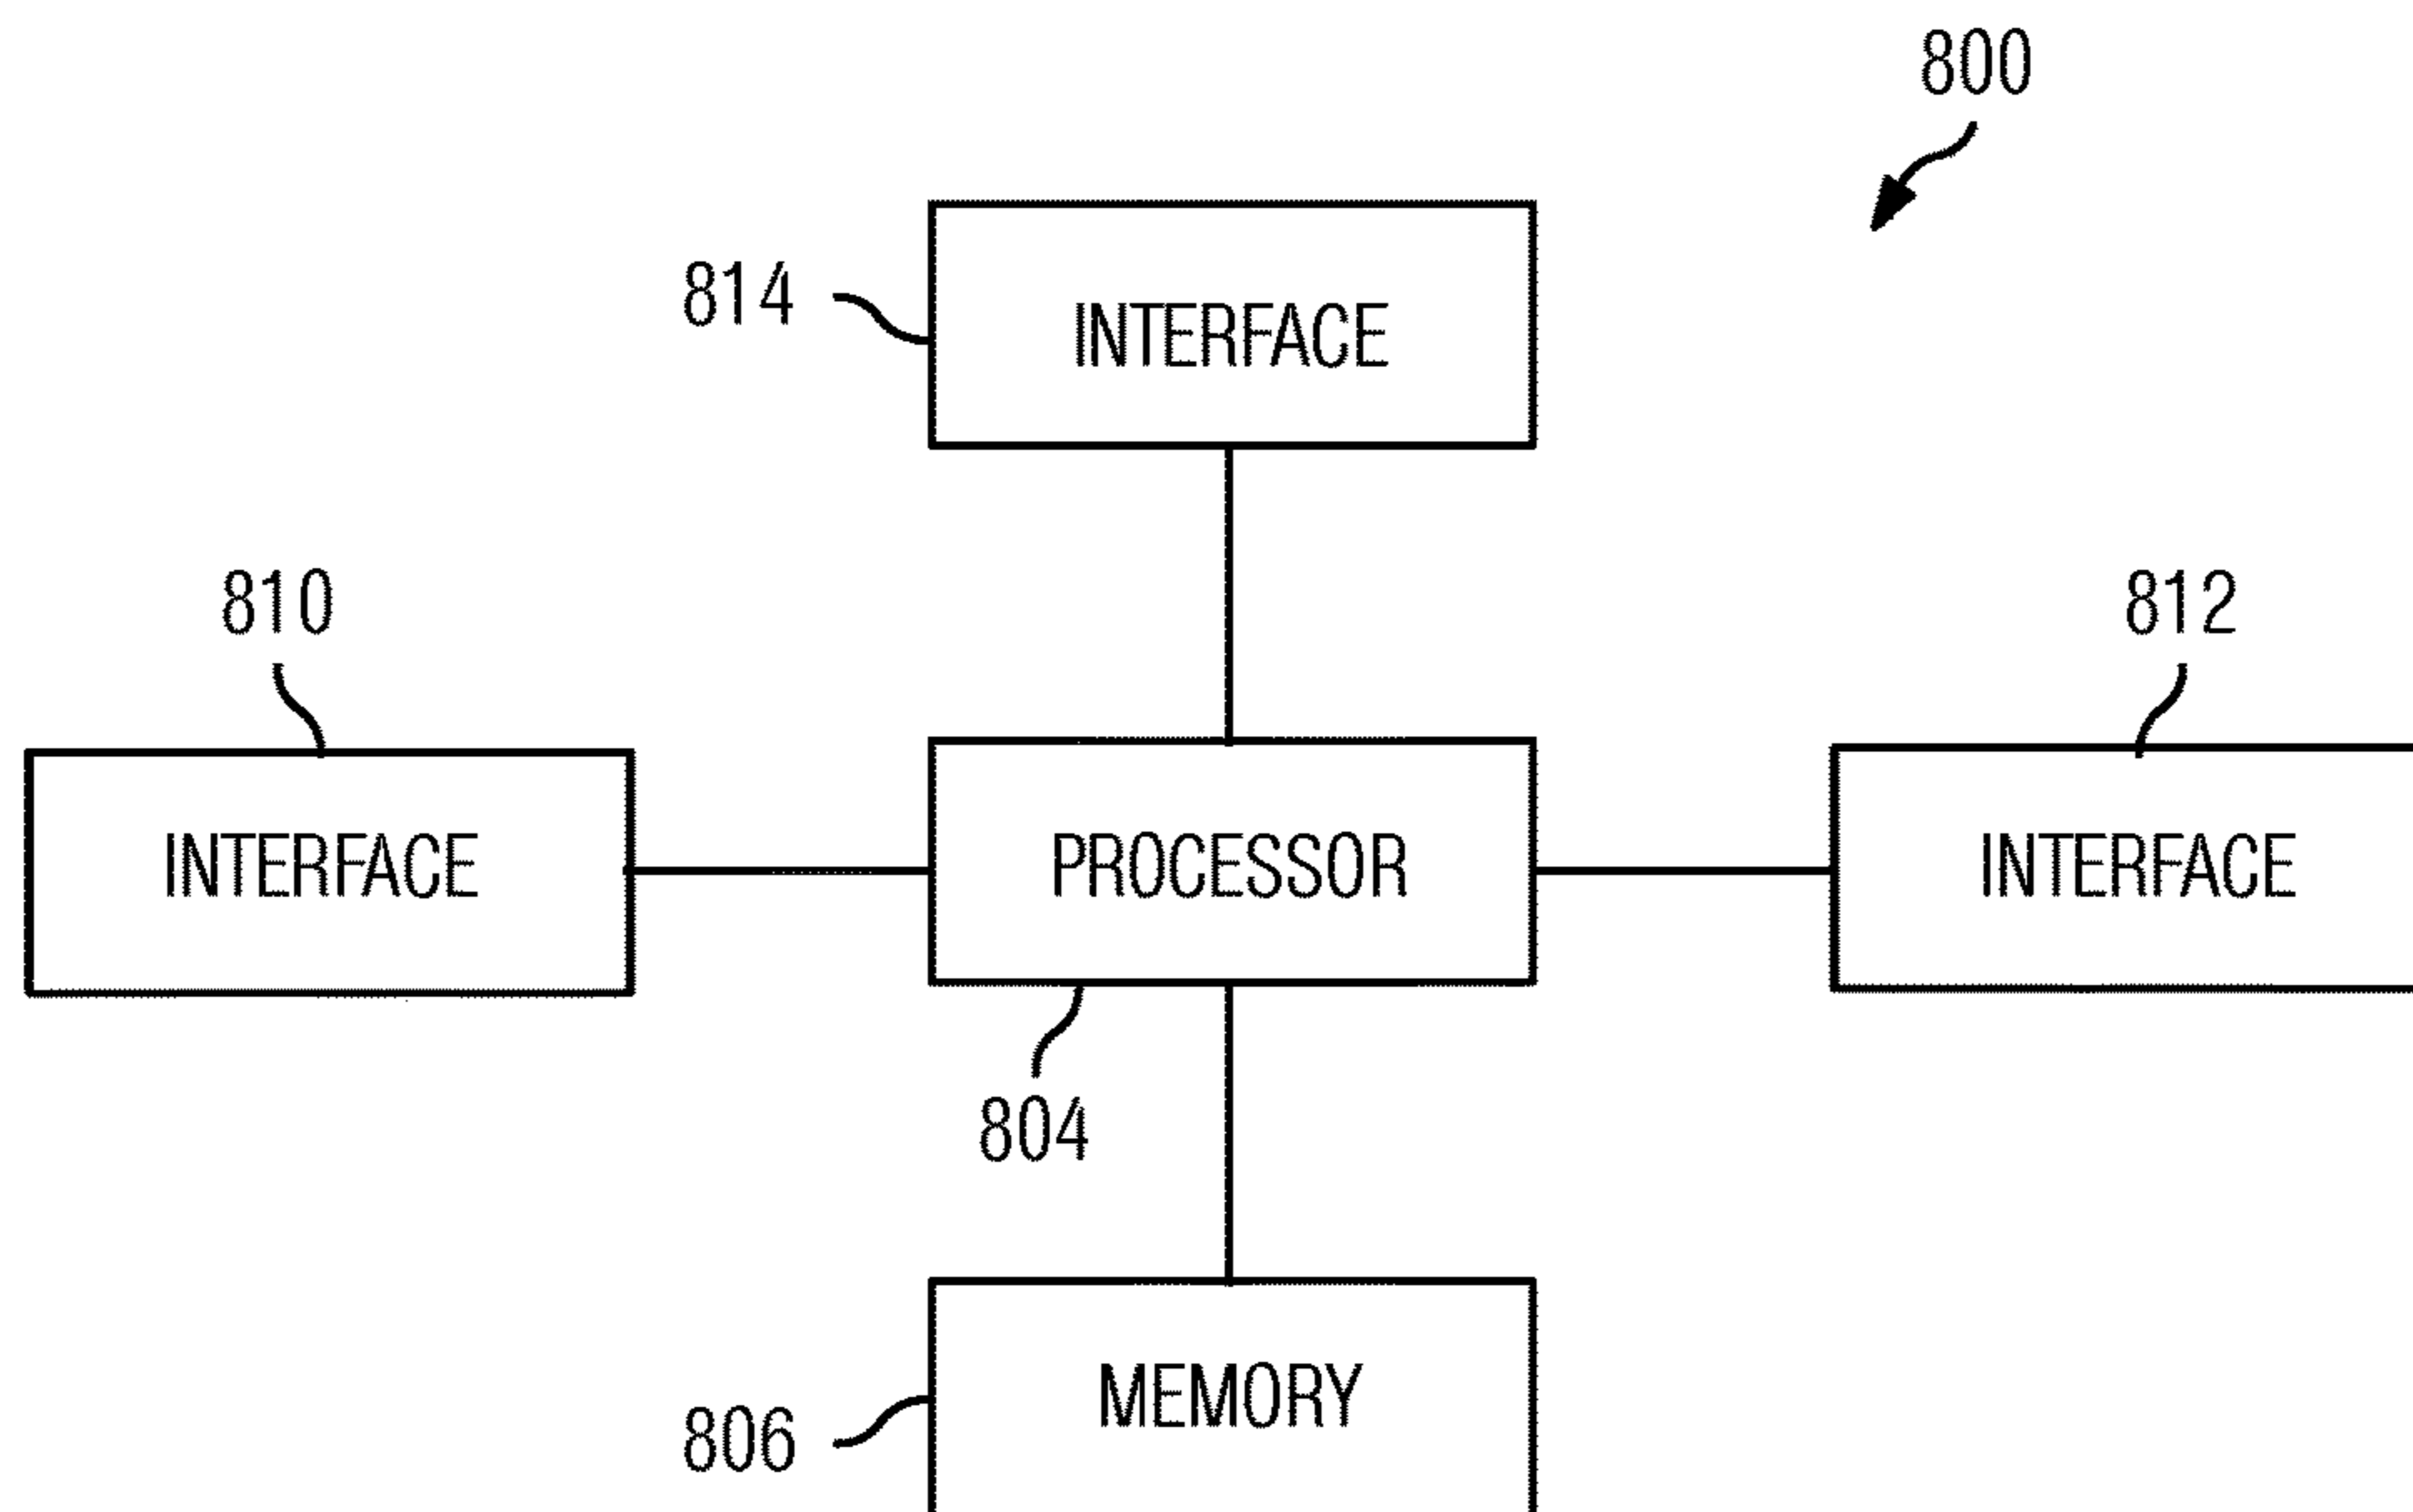 800
814
INTERFACE
810
812
INTERFACE
PROCESSOR
INTERFACE
804
MEMORY
806